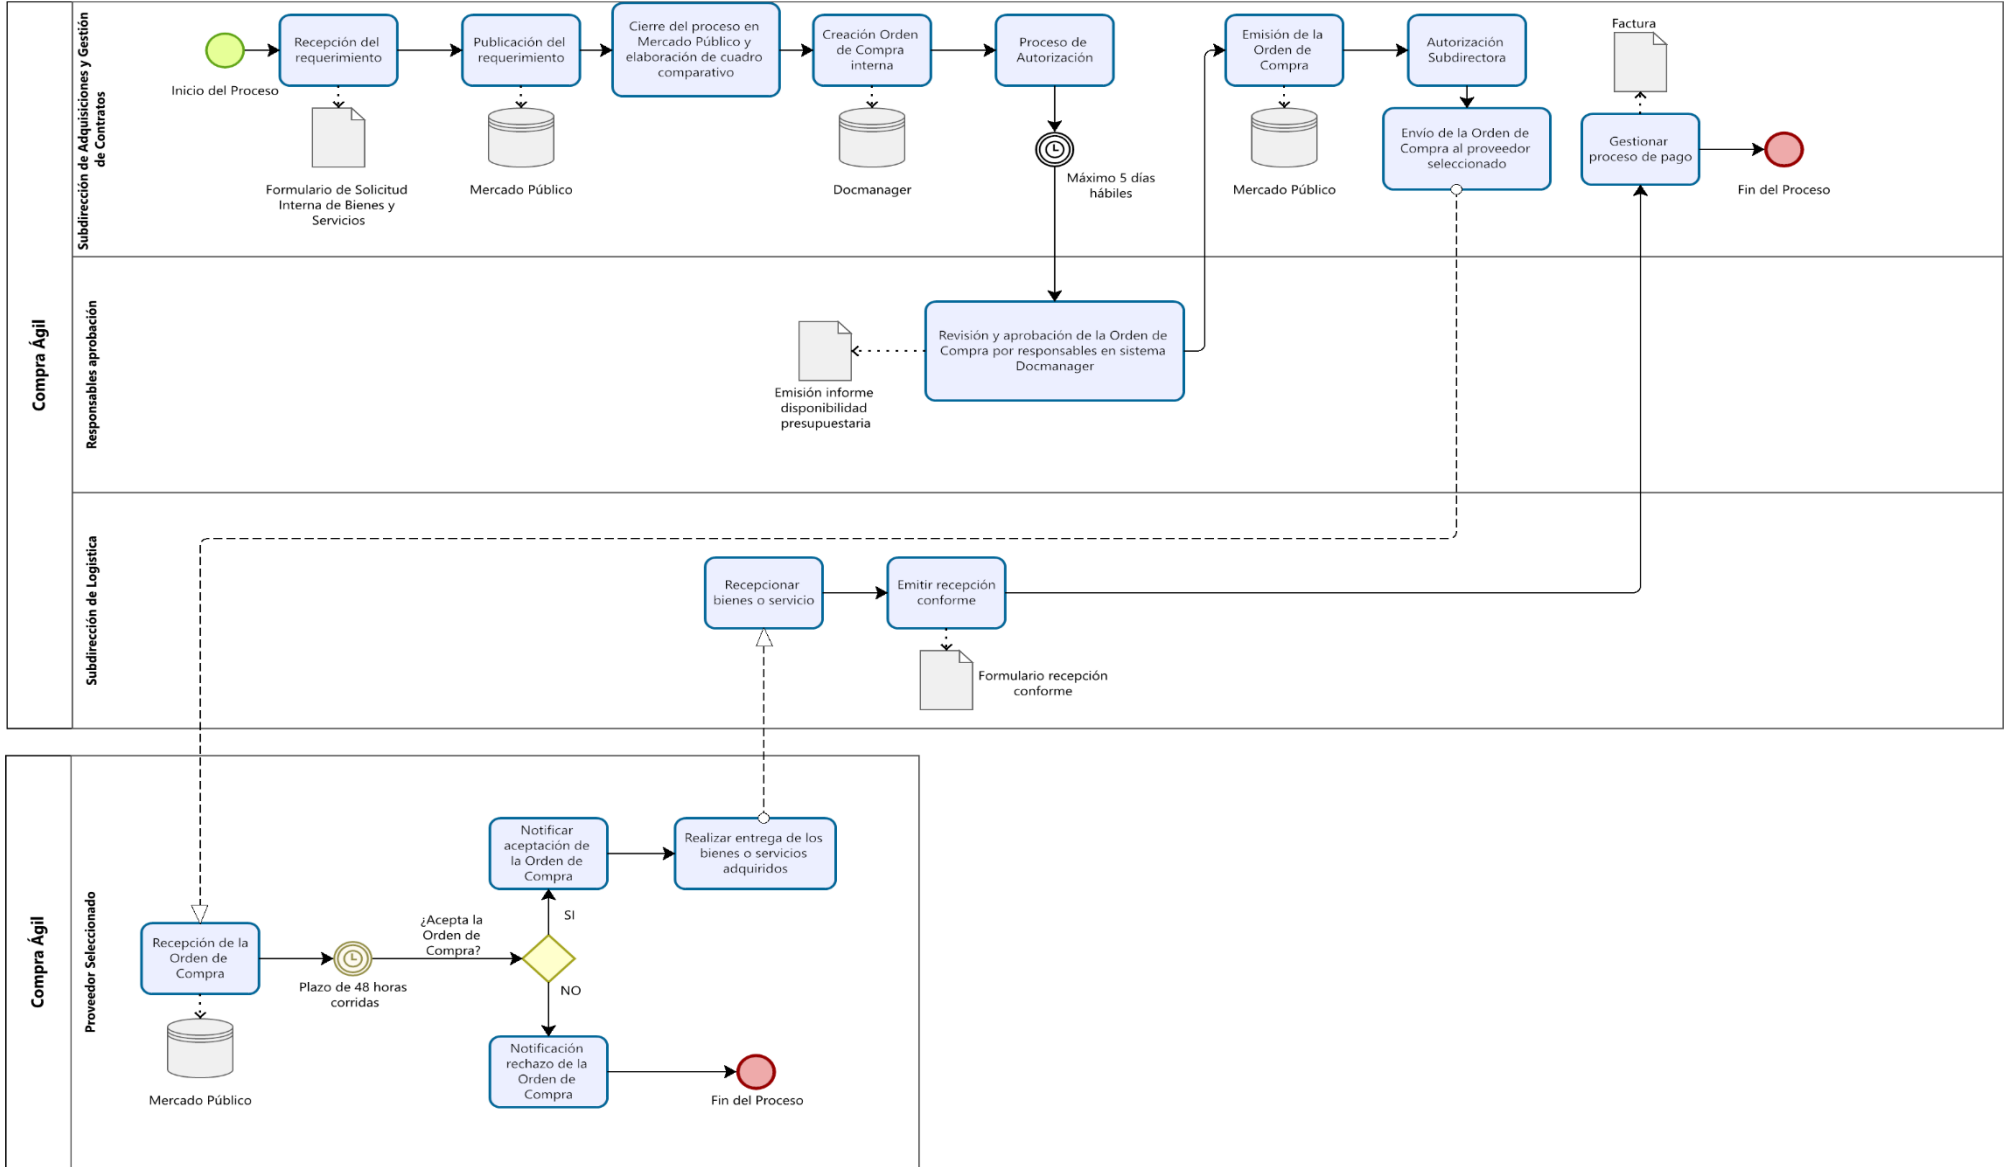 Compra Ágil
Subdirección de Adquisiciones y Gestión
de Contratos
Inicio del Proceso
Recepción del
requerimiento
Formulario de Solicitud
Interna de Bienes y
Servicios
Publicación del
requerimiento
Mercado Público
Cierre del proceso en
Mercado Público y
elaboración de cuadro
comparativo
Creación Orden
de Compra
interna
Docmanager
Proceso de
Autorización
Máximo 5 días
hábiles
Emisión de la
Orden de
Compra
Mercado Público
Autorización
Subdirectora
Envío de la Orden de
Compra al proveedor
seleccionado
Factura
Gestionar
proceso de pago
Fin del Proceso
Responsables aprobación
Emisión informe
disponibilidad
presupuestaria
Revisión y aprobación de la Orden de
Compra por responsables en sistema
Docmanager
Subdirección de Logistica
Recepcionar
bienes o servicio
Emitir recepción
conforme
Formulario recepción
conforme
Compra Ágil
Proveedor Seleccionado
Recepción de la
Orden de
Compra
Mercado Público
Plazo de 48 horas
corridas
¿Acepta la
Orden de
Compra?
SI
NO
Notificar
aceptación de
la Orden de
Compra
Realizar entrega de los
bienes o servicios
adquiridos
Notificación
rechazo de la
Orden de
Compra
Fin del Proceso